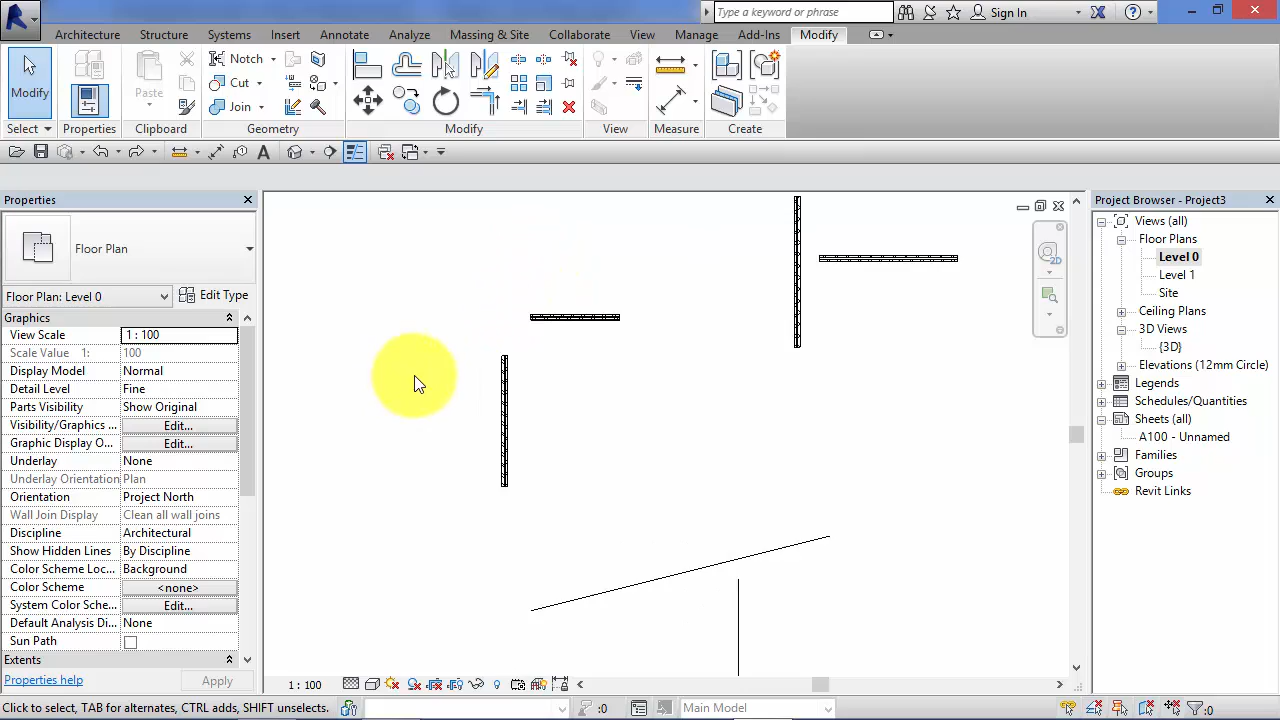 Type a keyword or phrase
Sign In
Architecture Structure Systems Insert Annotate Analyze Massing & Site Collaborate View Manage Add-Ins Modify
Modify
Paste
Notch
Cut
Join
Select Properties Clipboard Geometry Modify View Measure Create
Properties
Floor Plan
Floor Plan: Level 0 Edit Type
Graphics
View Scale 1 : 100
Scale Value 1: 100
Display Model Normal
Detail Level Fine
Parts Visibility Show Original
Visibility/Graphics ... Edit...
Graphic Display O... Edit...
Underlay None
Underlay Orientation Plan
Orientation Project North
Wall Join Display Clean all wall joins
Discipline Architectural
Show Hidden Lines By Discipline
Color Scheme Loc... Background
Color Scheme <none>
System Color Sche... Edit...
Default Analysis Di... None
Sun Path
Extents
Properties help Apply
2D
Project Browser - Project3
Views (all)
Floor Plans
Level 0
Level 1
Site
Ceiling Plans
3D Views
{3D}
Elevations (12mm Circle)
Legends
Schedules/Quantities
Sheets (all)
A100 - Unnamed
Families
Groups
Revit Links
1 : 100
Click to select, TAB for alternates, CTRL adds, SHIFT unselects.
:0
Main Model
:0